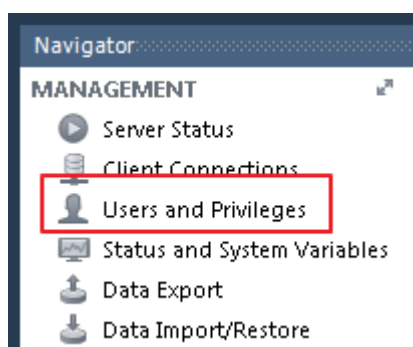 Navigator
MANAGEMENT
Server Status
Client Connections
Users and Privileges
Status and System Variables
Data Export
Data Import/Restore